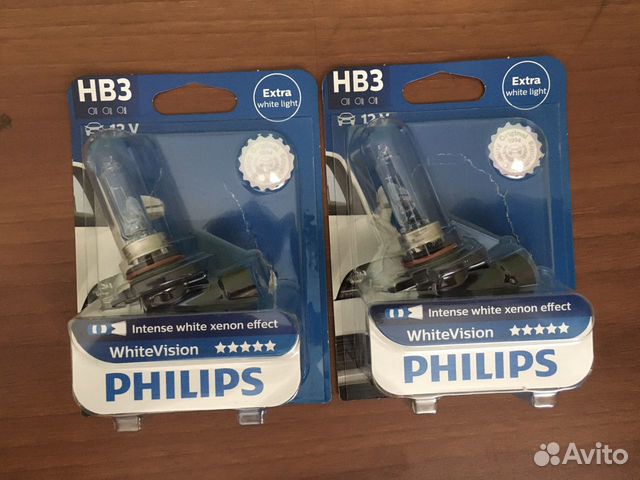 HB3
12 V
Extra
white light
Intense white xenon effect
WhiteVision
PHILIPS
HB3
12 V
Extra
white light
Intense white xenon effect
WhiteVision
PHILIPS
Avito